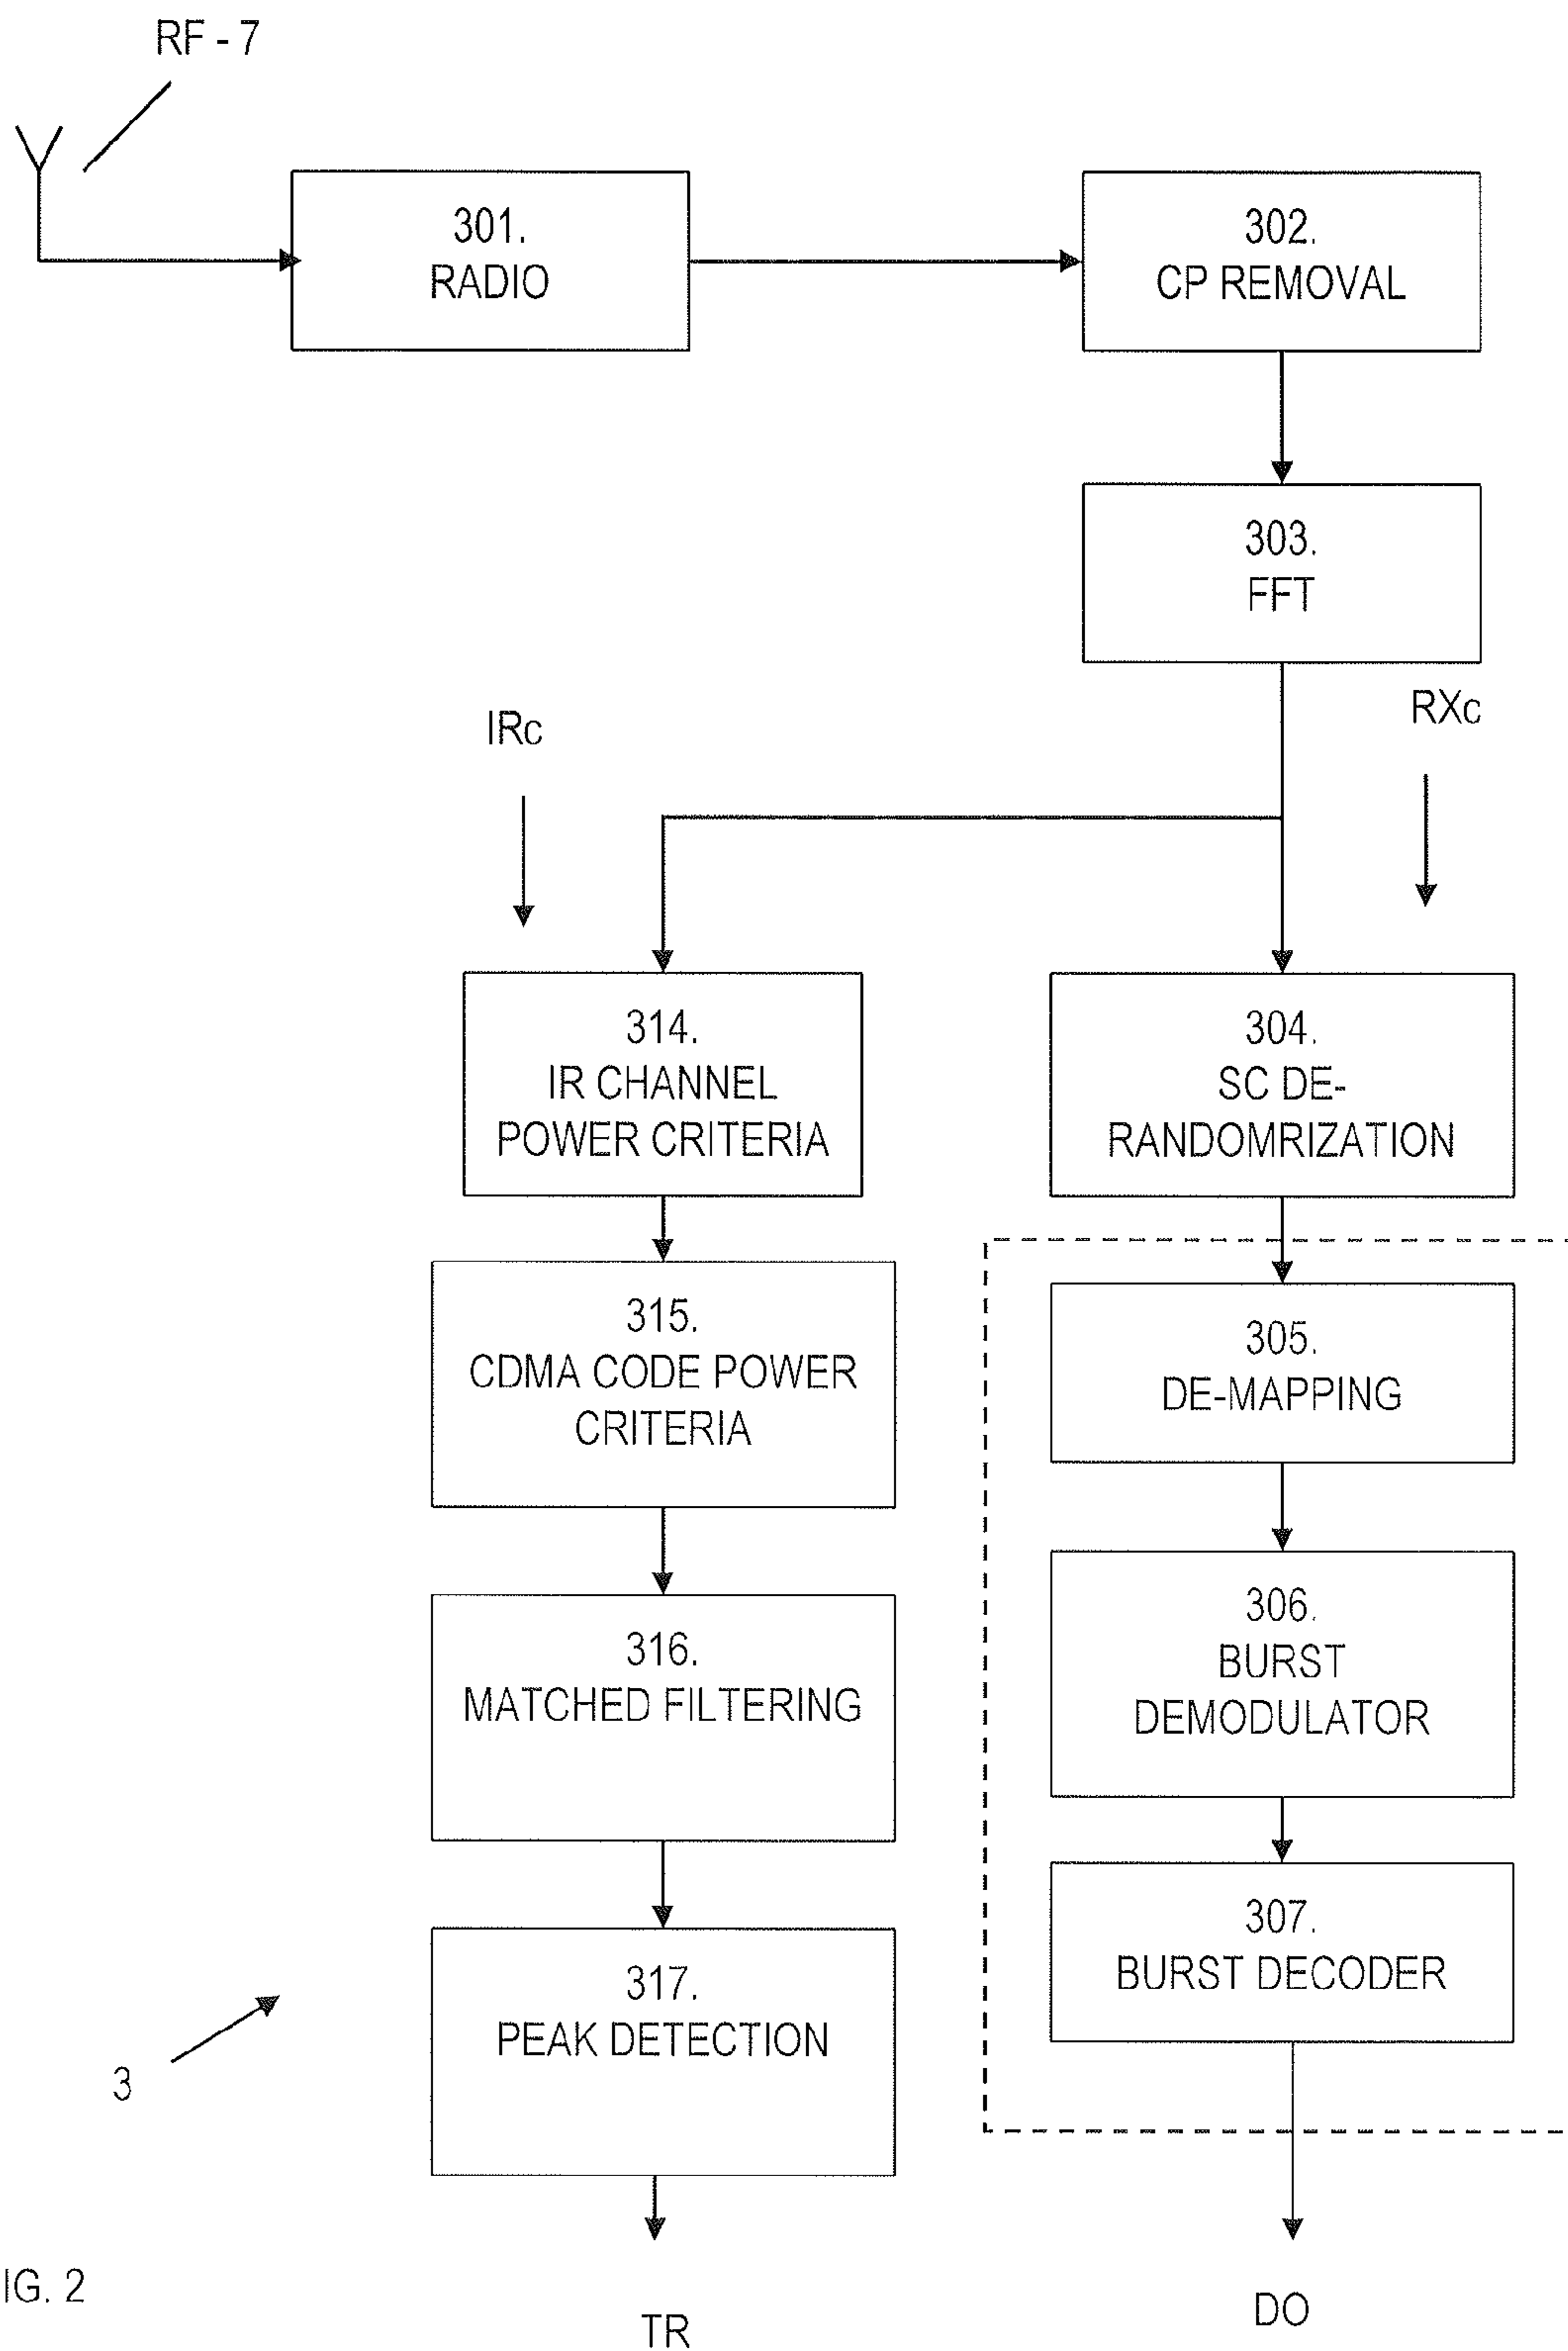 RF - 7
301.
RADIO
302.
CP REMOVAL
303.
FFT
IRc
RXc
314.
IR CHANNEL
POWER CRITERIA
304.
SC DE-
RANDOMRIZATION
315.
CDMA CODE POWER
CRITERIA
305.
DE-MAPPING
316.
MATCHED FILTERING
306.
BURST
DEMODULATOR
317.
PEAK DETECTION
307.
BURST DECODER
3
IG. 2
TR
DO